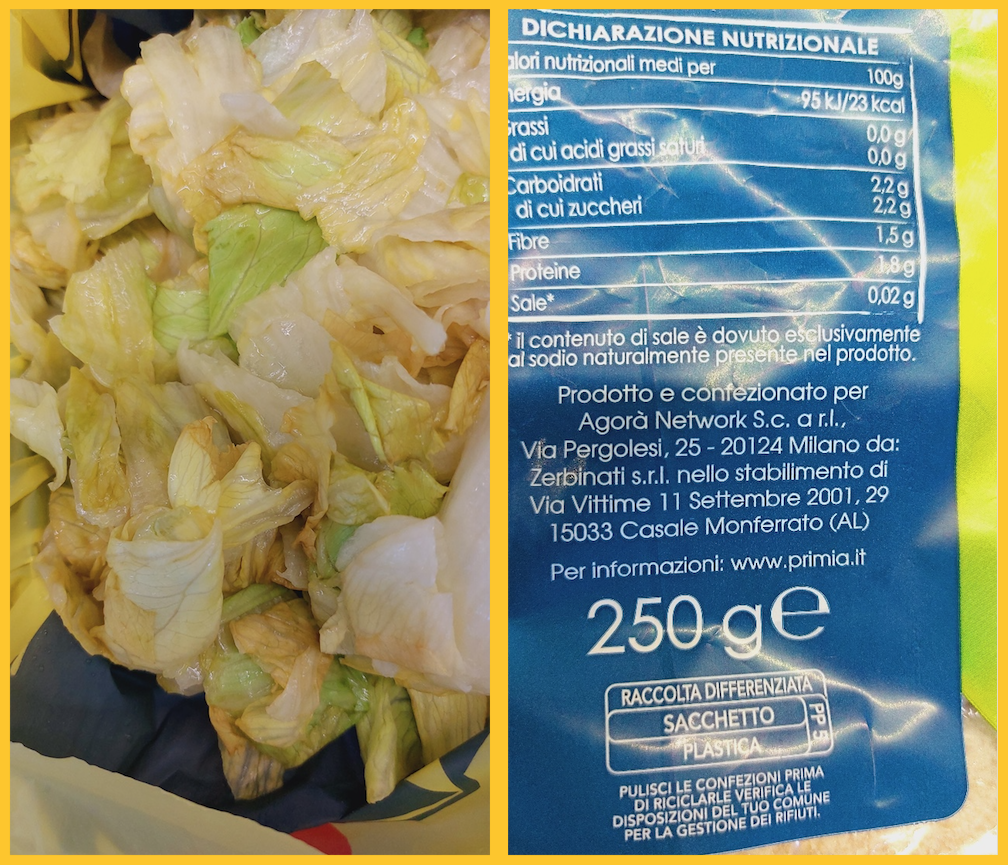 DICHIARAZIONE NUTRIZIONALE
alori nutrizionali medi per 100g
nergia 95 kJ/23 kcal
rassi 0,0 g
di cui acidi grassi saturi 0,0 g
Carboidrati 2,2 g
di cui zuccheri 2,2 g
Fibre 1,5 g
Proteine 1,8 g
Sale* 0,02 g
* il contenuto di sale è dovuto esclusivamente
al sodio naturalmente presente nel prodotto.
Prodotto e confezionato per
Agorà Network S.c. a r.l.,
Via Pergolesi, 25 - 20124 Milano da:
Zerbinati s.r.l. nello stabilimento di
Via Vittime 11 Settembre 2001, 29
15033 Casale Monferrato (AL)
Per informazioni: www.primia.it
250 g e
RACCOLTA DIFFERENZIATA
SACCHETTO
PLASTICA
PP 5
PULISCI LE CONFEZIONI PRIMA
DI RICICLARLE VERIFICA LE
DISPOSIZIONI DEL TUO COMUNE
PER LA GESTIONE DEI RIFIUTI.